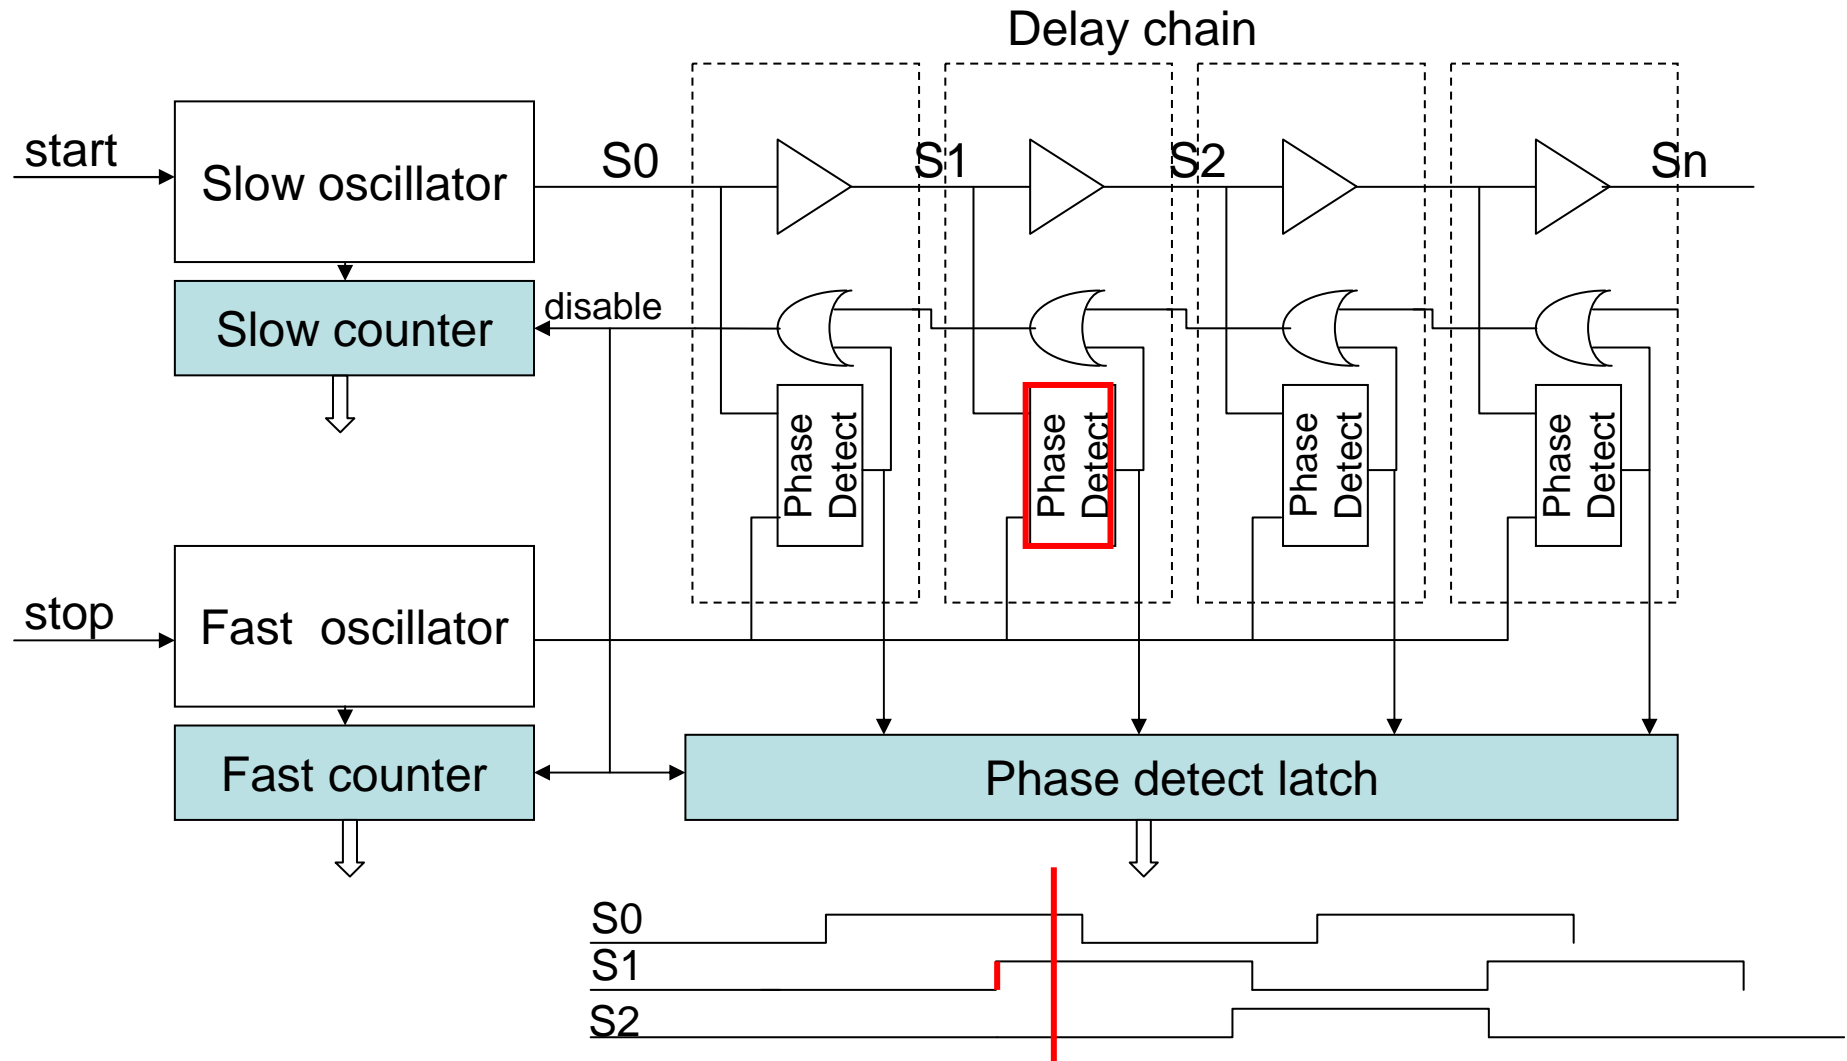 Delay chain
start
Slow oscillator
S0
S1
S2
Sn
Slow counter
disable
Phase
Detect
Phase
Detect
Phase
Detect
Phase
Detect
stop
Fast oscillator
Fast counter
Phase detect latch
S0
S1
S2